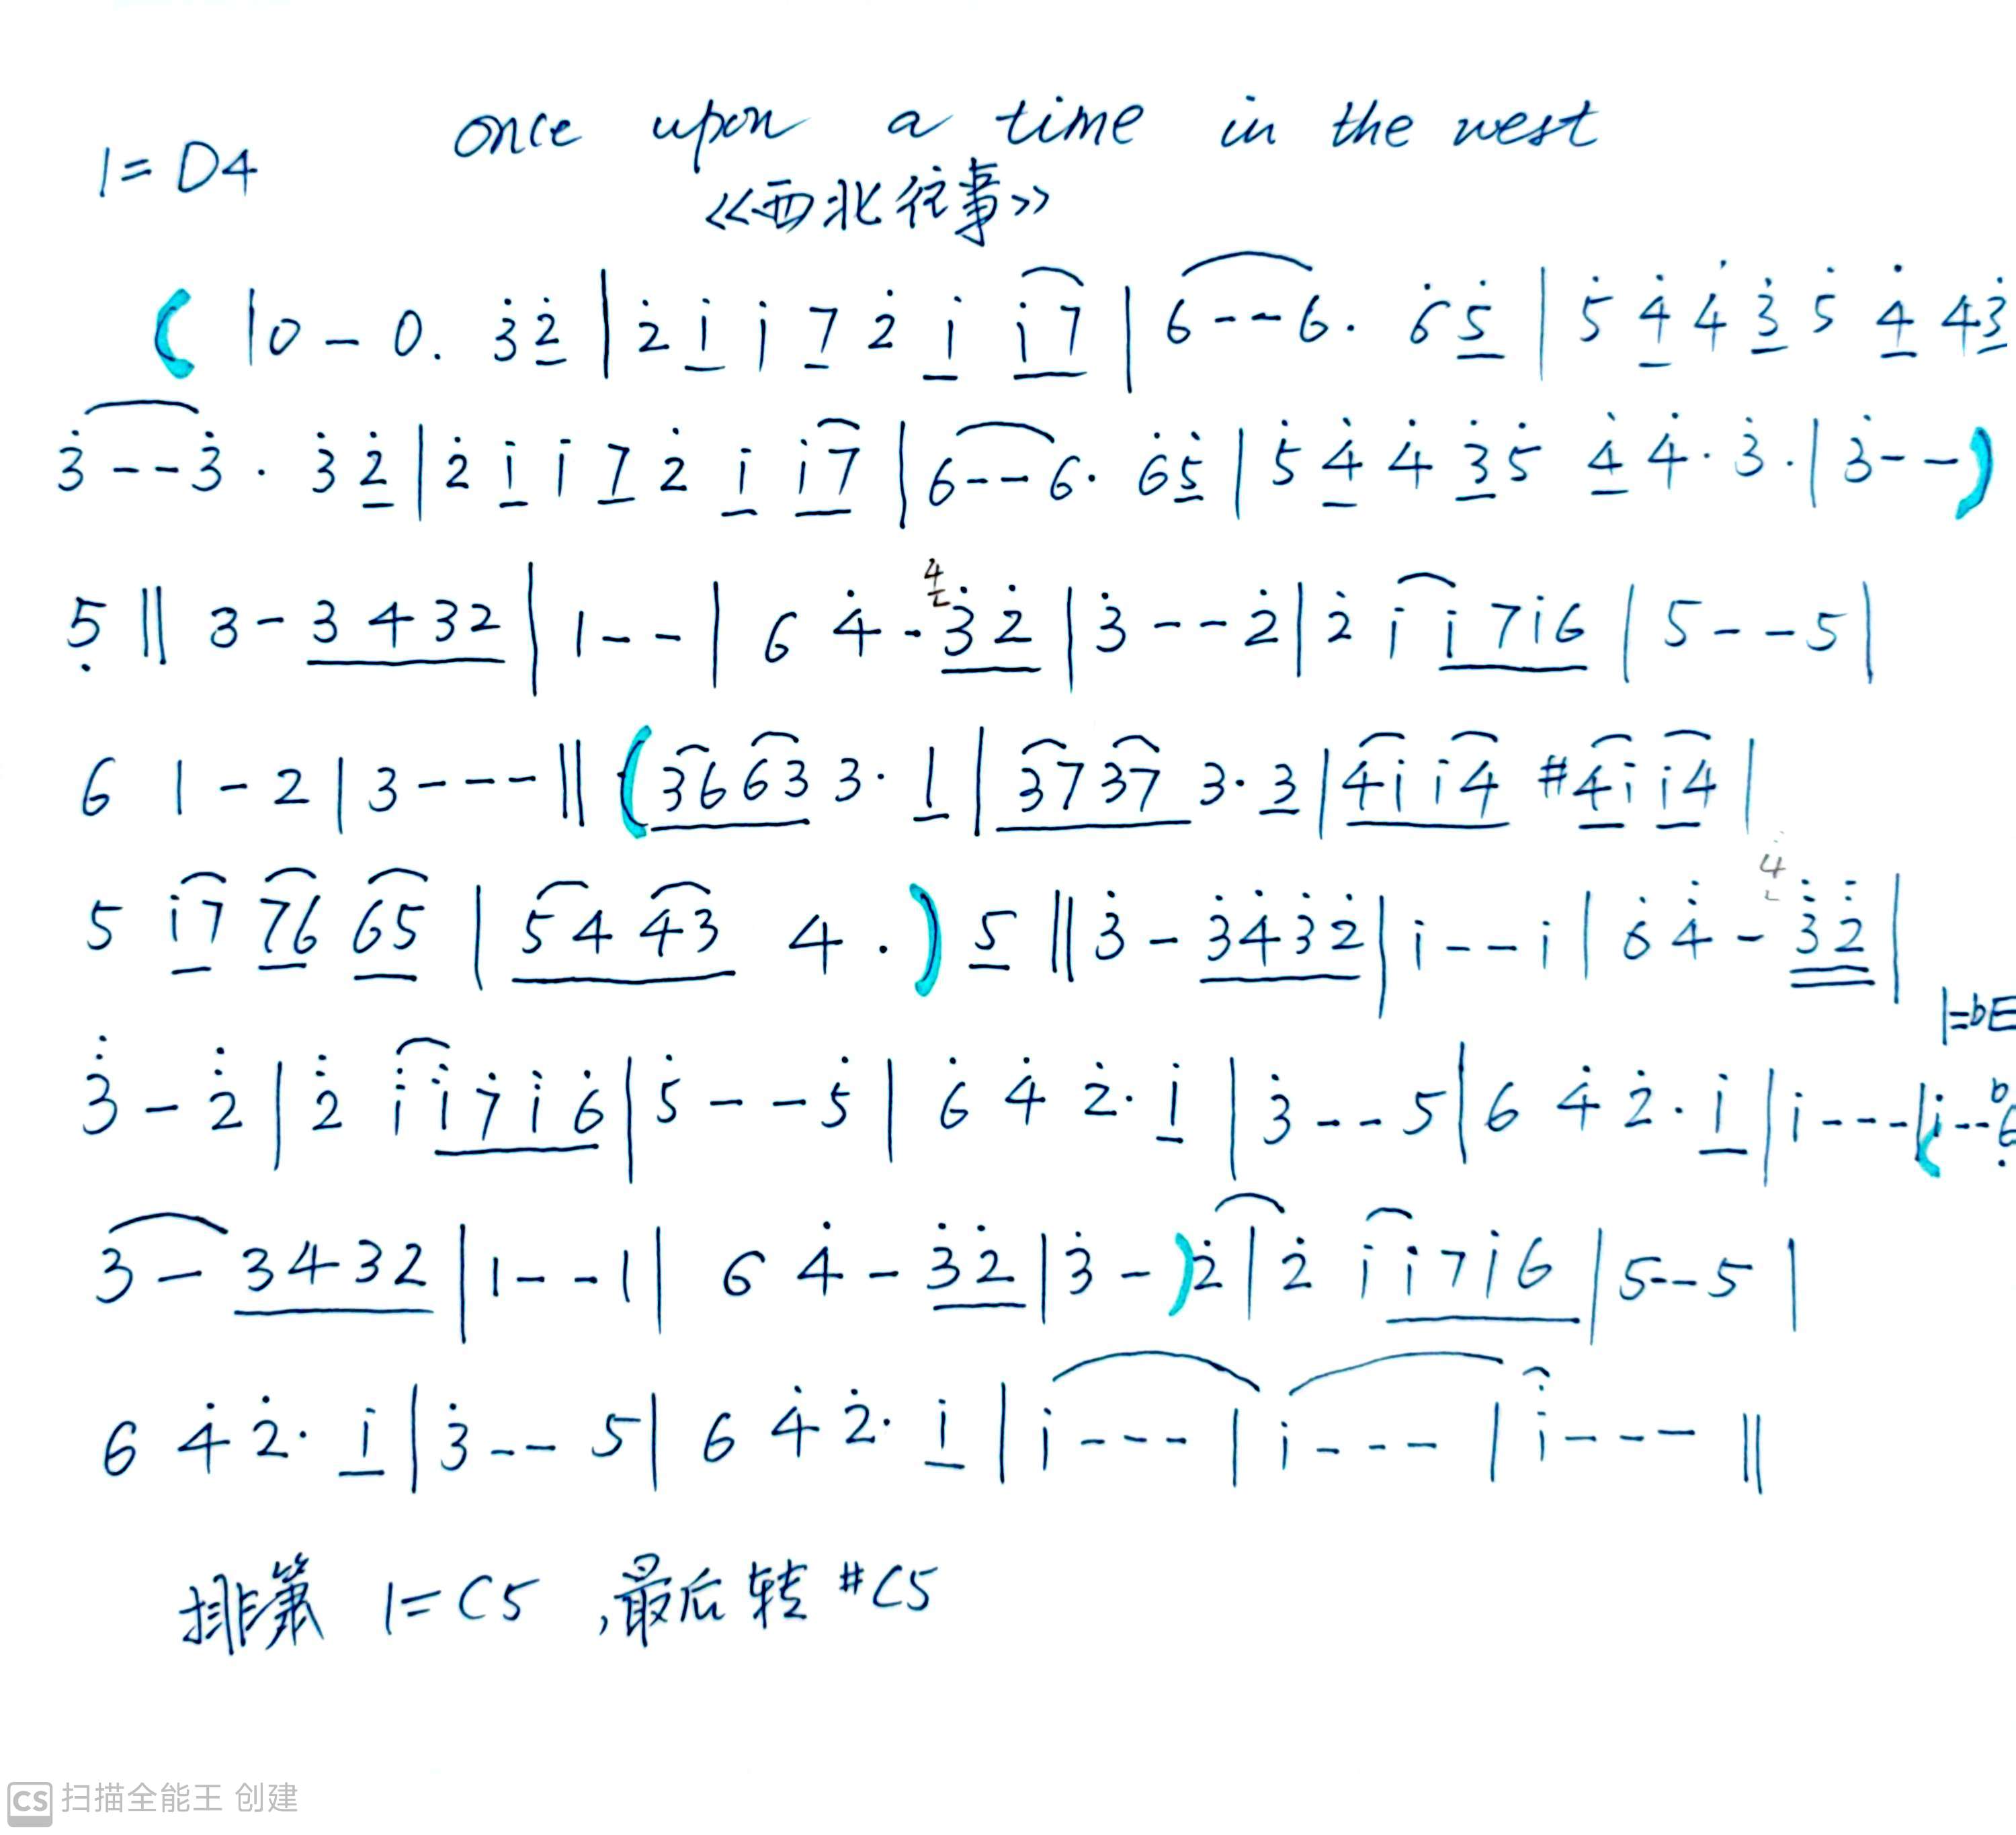 once upon a time in the west
1=D4
《西北往事》
( | 0 - 0. 3̇ 2̇ | 2̇ 1̇ 1̇ 7 2̇ 1̇ 1̇ 7 | 6 - - 6 · 6̇ 5̇ | 5̇ 4̇ 4̇ 3̇ 5̇ 4̇ 4 3̇
3̇ - - 3̇ · 3̇ 2̇ | 2̇ 1̇ 1̇ 7 2̇ 1̇ 1̇ 7 | 6 - - 6 · 6̇ 5̇ | 5̇ 4̇ 4̇ 3̇ 5̇ 4̇ 4̇ · 3̇ · | 3̇ - - )
5̣ || 3 - 3 4 3 2 | 1 - - | 6 4̇ - 4 3̇ 2̇ | 3̇ - - 2̇ | 2̇ 1̇ 1̇ 7 1̇ 6 | 5 - - 5 |
6 1 - 2 | 3 - - - || ( 3 6 6 3 3 · 1 | 3 7 3 7 3 · 3 | 4 1̇ 1̇ 4 #4 1̇ 1̇ 4 |
5 1̇ 7 7 6 6 5 | 5 4 4 3 4 · ) 5 || 3̇ - 3̇ 4̇ 3̇ 2̇ | 1̇ - - 1̇ | 6̇ 4̈ - 4̇ 3̈ 2̈ |
1=bE
3̈ - 2̈ | 2̈ 1̈ 1̈ 7̇ 1̇ 6̇ | 5̇ - - 5̇ | 6̇ 4̇ 2̇ · 1̇ | 3̇ - - 5 | 6 4̇ 2̇ · 1̇ | 1̇ - - - | ( 1̇ - - b6̣
3 - 3 4 3 2 | 1 - - 1 | 6 4̇ - 3̇ 2̇ | 3̇ - ) 2̇ | 2̇ 1̇ 1̇ 7 1̇ 6 | 5 - - 5 |
6 4̇ 2̇ · 1̇ | 3̇ - - 5 | 6 4̇ 2̇ · 1̇ | 1̇ - - - | 1̇ - - - | 1̇ - - - ||
排箫 1=C5 ,最后转 #C5
CS 扫描全能王 创建